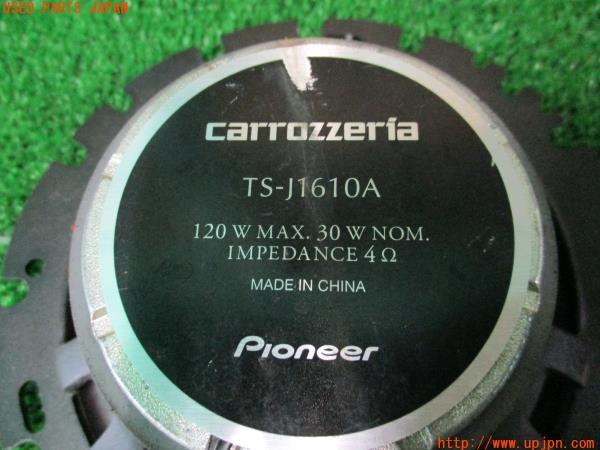 USED PARTS JAPAN
carrozzeria
TS-J1610A
120 W MAX. 30 W NOM.
IMPEDANCE 4 Ω
MADE IN CHINA
Pioneer
http://www.upjpn.com